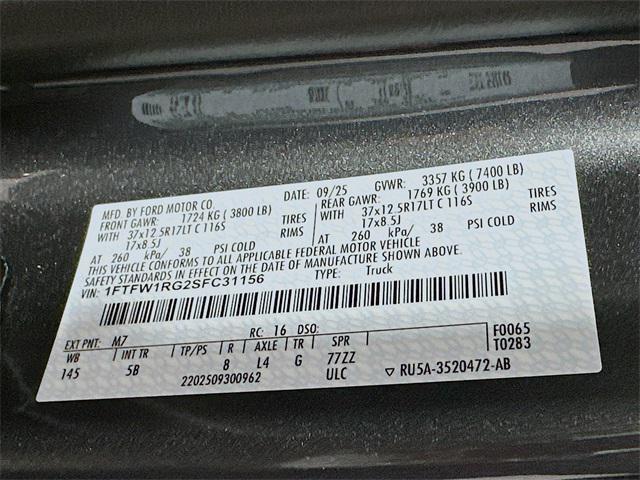 MFD. BY FORD MOTOR CO. DATE: 09/25 GVWR: 3357 KG ( 7400 LB)
FRONT GAWR: 1724 KG ( 3800 LB) REAR GAWR: 1769 KG ( 3900 LB)
WITH 37x12.5R17LT C 116S TIRES WITH 37x12.5R17LT C 116S TIRES
17x8.5J RIMS 17x8.5J RIMS
AT 260 kPa/ 38 PSI COLD AT 260 kPa/ 38 PSI COLD
THIS VEHICLE CONFORMS TO ALL APPLICABLE FEDERAL MOTOR VEHICLE
SAFETY STANDARDS IN EFFECT ON THE DATE OF MANUFACTURE SHOWN ABOVE.
VIN: 1FTFW1RG2SFC31156 TYPE: Truck
EXT PNT: M7 RC: 16 DSO: F0065
WB INT TR TP/PS R AXLE TR SPR T0283
145 5B 8 L4 G 77ZZ
2202509300962 ULC ▽ RU5A-3520472-AB